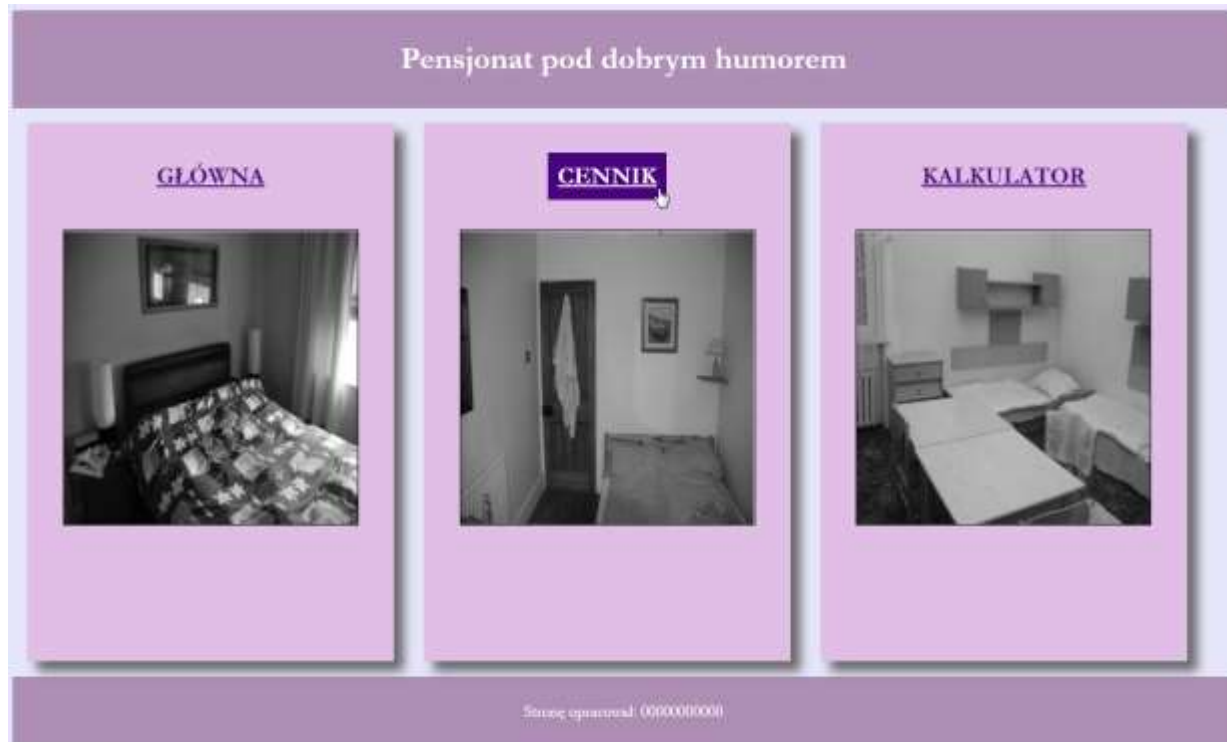 Pensjonat pod dobrym humorem
GŁÓWNA
CENNIK
KALKULATOR
Stronę opracował: 00000000000